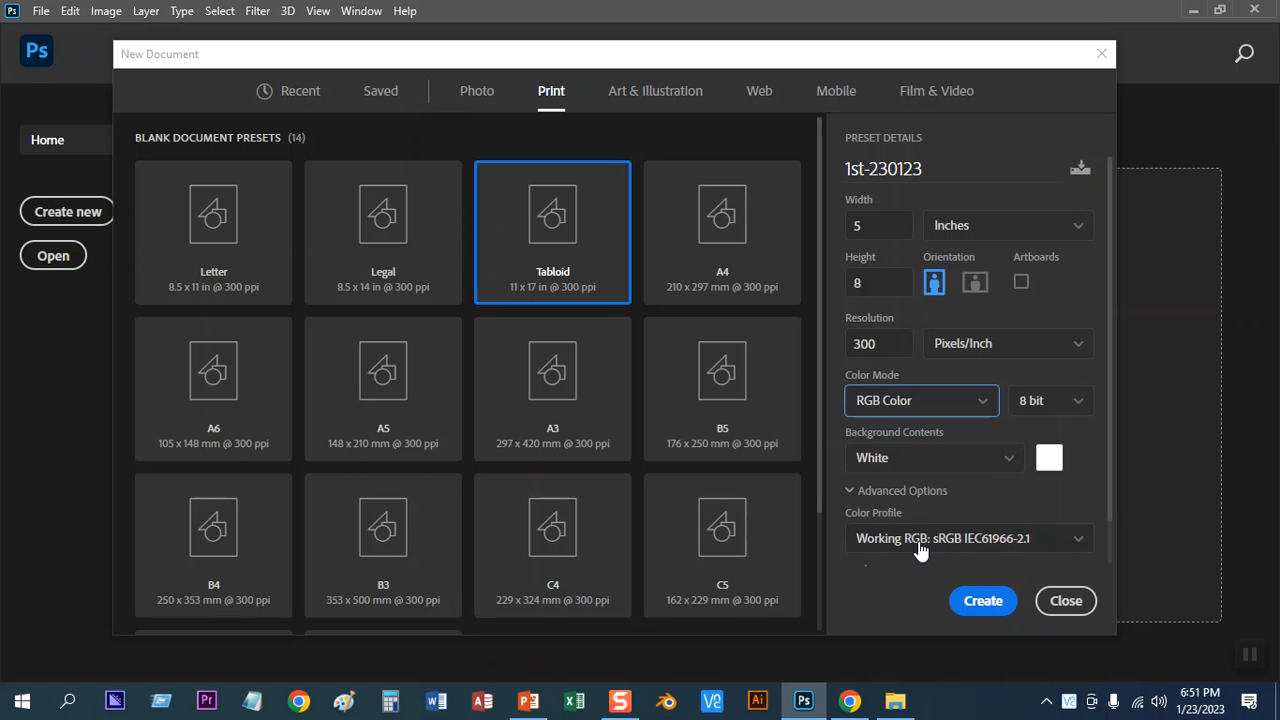 Ps File Edit Image Layer Type Select Filter 3D View Window Help
Ps
New Document
Recent Saved Photo Print Art & Illustration Web Mobile Film & Video
Home
Create new
Open
BLANK DOCUMENT PRESETS (14)
Letter
8.5 x 11 in @ 300 ppi
Legal
8.5 x 14 in @ 300 ppi
Tabloid
11 x 17 in @ 300 ppi
A4
210 x 297 mm @ 300 ppi
A6
105 x 148 mm @ 300 ppi
A5
148 x 210 mm @ 300 ppi
A3
297 x 420 mm @ 300 ppi
B5
176 x 250 mm @ 300 ppi
B4
250 x 353 mm @ 300 ppi
B3
353 x 500 mm @ 300 ppi
C4
229 x 324 mm @ 300 ppi
C5
162 x 229 mm @ 300 ppi
PRESET DETAILS
1st-230123
Width
5 Inches
Height Orientation Artboards
8
Resolution
300 Pixels/Inch
Color Mode
RGB Color 8 bit
Background Contents
White
Advanced Options
Color Profile
Working RGB: sRGB IEC61966-2.1
Create Close
Pr Ai Ps
6:51 PM
1/23/2023